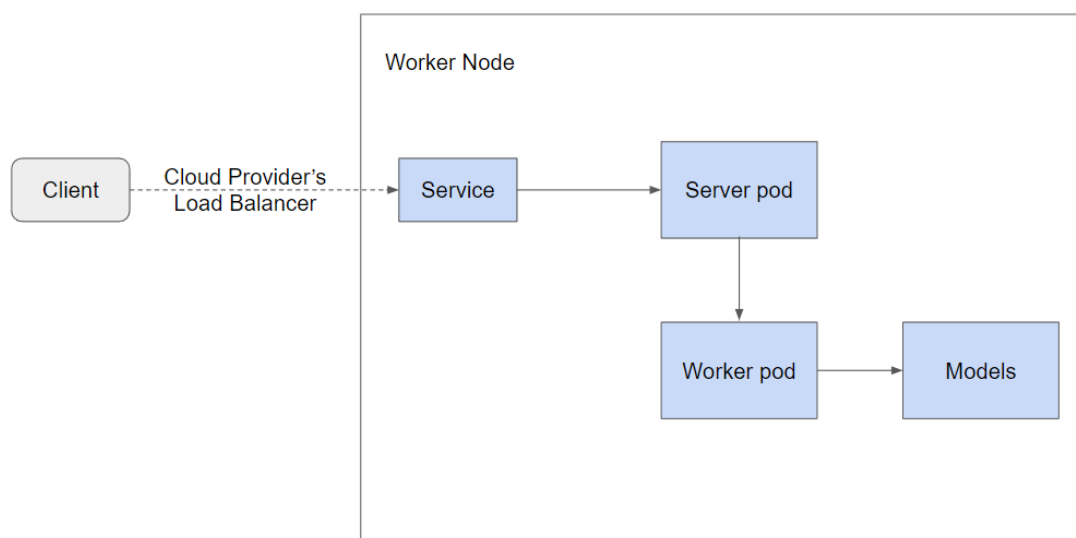 Worker Node
Client
Cloud Provider’s
Load Balancer
Service
Server pod
Worker pod
Models